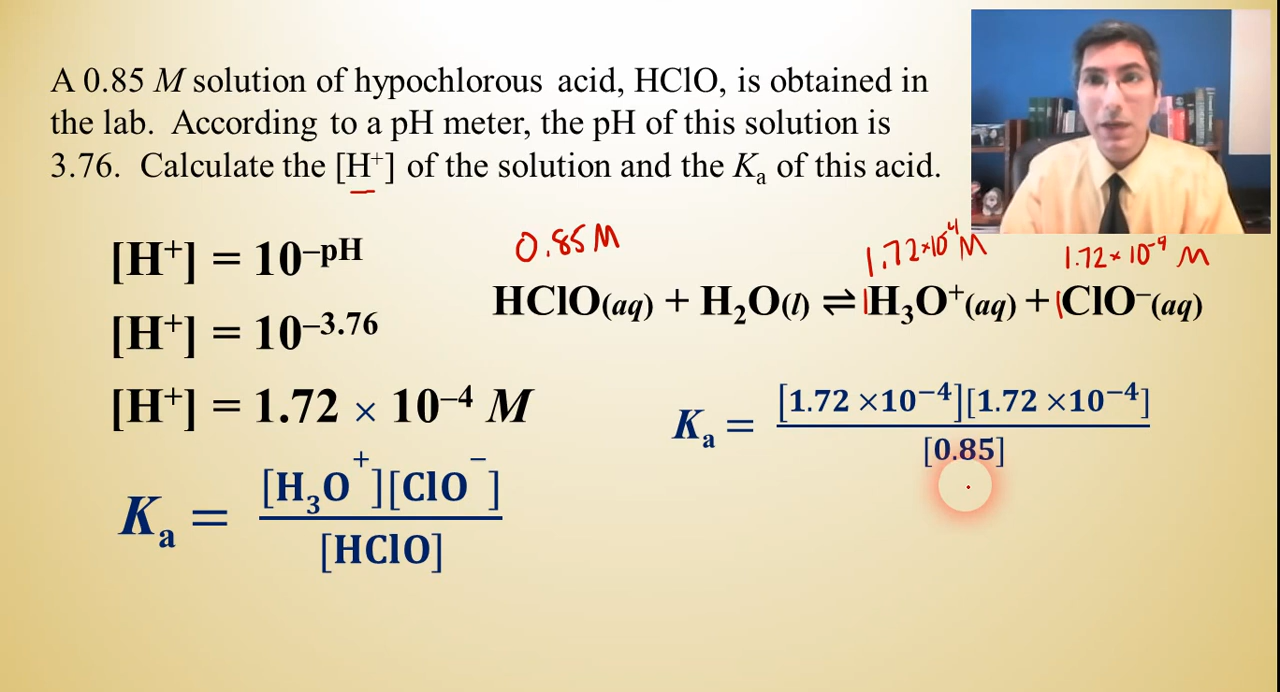 A 0.85 M solution of hypochlorous acid, HClO, is obtained in
the lab. According to a pH meter, the pH of this solution is
3.76. Calculate the [H⁺] of the solution and the Kₐ of this acid.
[H⁺] = 10⁻ᵖᴴ
0.85 M
1.72×10⁻⁴ M
1.72×10⁻⁴ M
HClO(aq) + H₂O(l) ⇌ 1H₃O⁺(aq) + 1ClO⁻(aq)
[H⁺] = 10⁻³·⁷⁶
[H⁺] = 1.72 × 10⁻⁴ M
Kₐ = [1.72 ×10⁻⁴][1.72 ×10⁻⁴]
[0.85]
Kₐ = [H₃O⁺][ClO⁻]
[HClO]